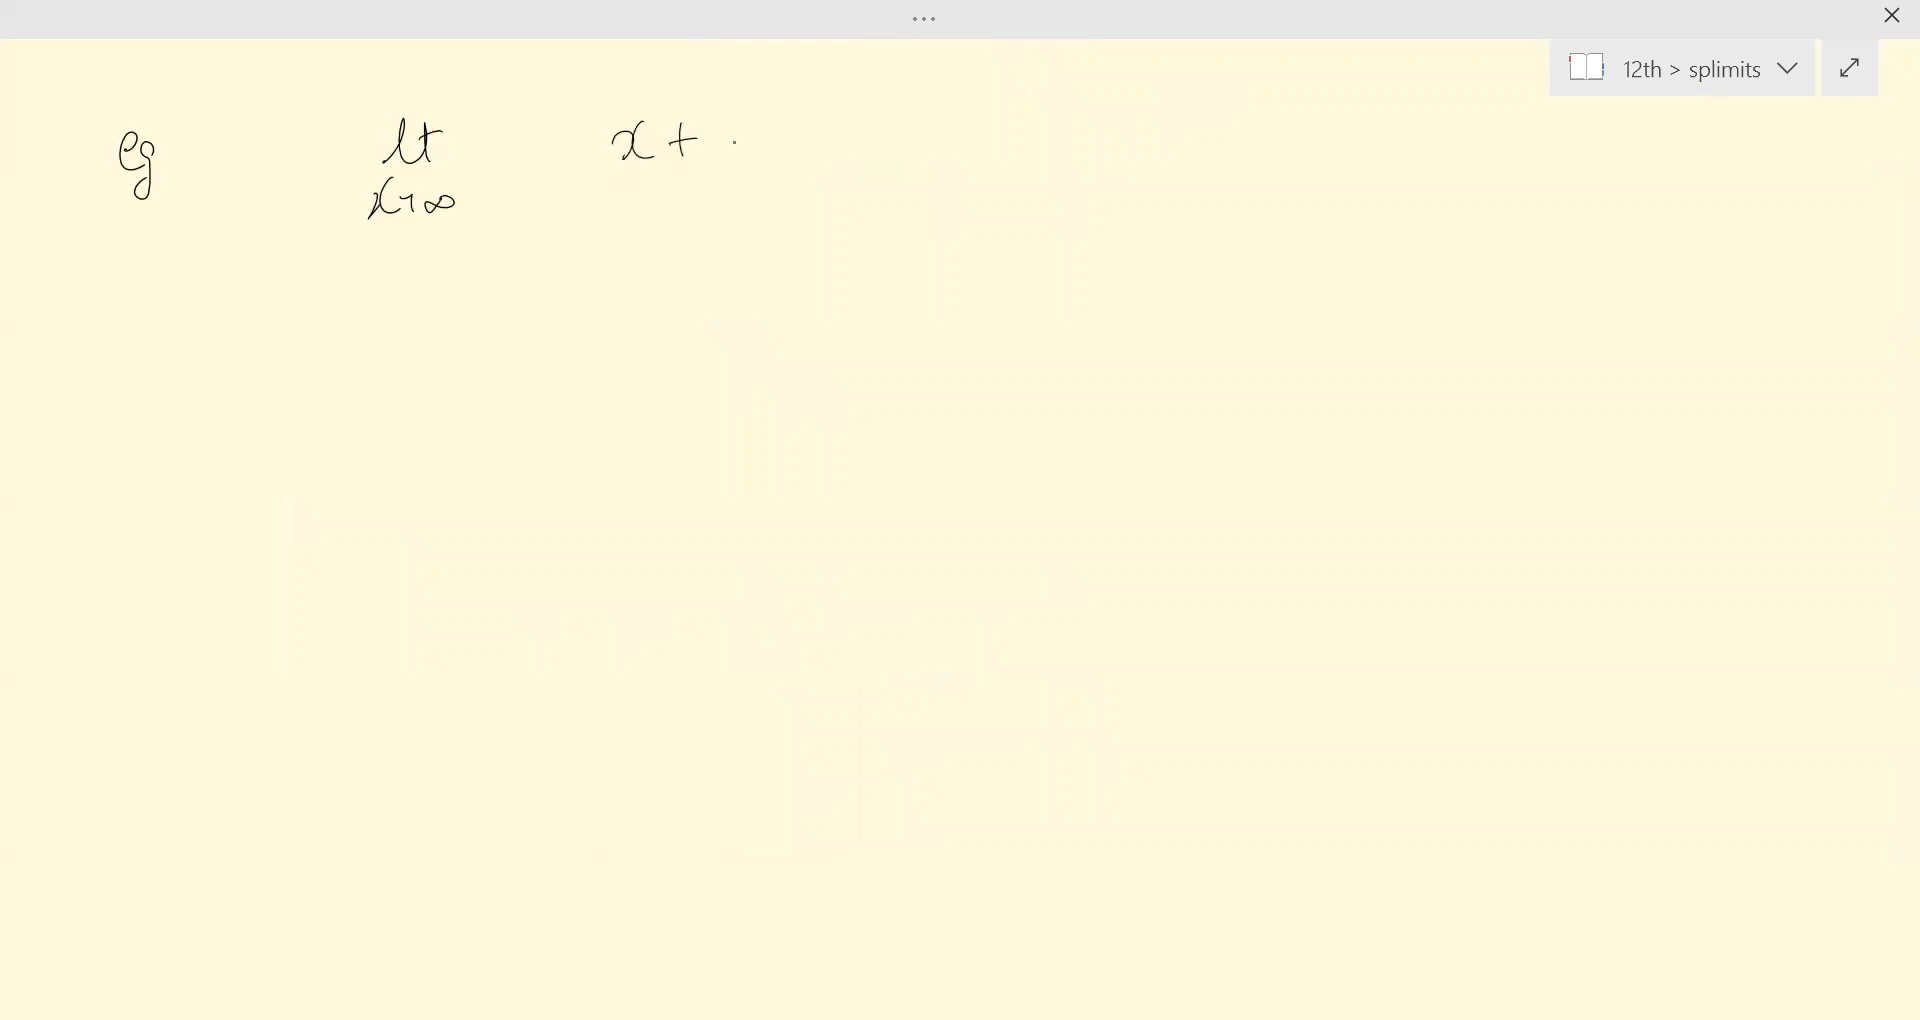 ...
12th > splimits
eg lt x + .
x→∞